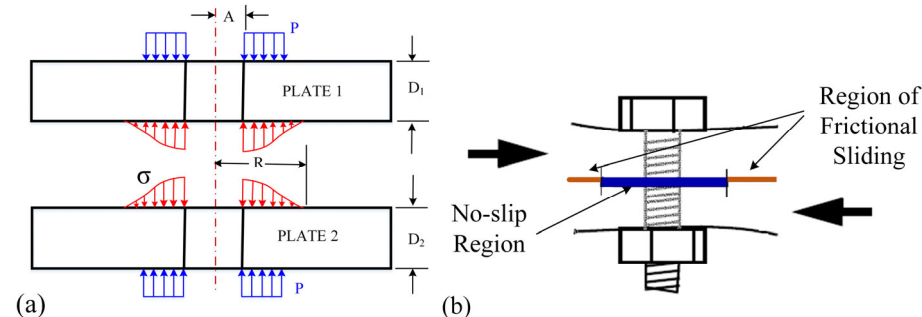 A
P
PLATE 1
D₁
R
σ
PLATE 2
D₂
P
(a)
Region of
Frictional
Sliding
No-slip
Region
(b)